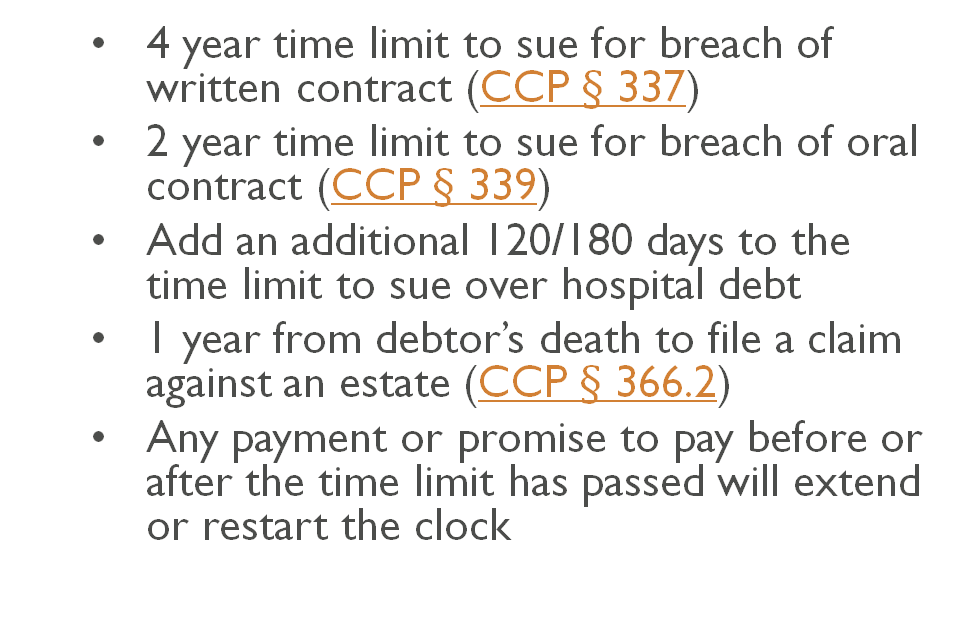 • 4 year time limit to sue for breach of
written contract (CCP § 337)
• 2 year time limit to sue for breach of oral
contract (CCP § 339)
• Add an additional 120/180 days to the
time limit to sue over hospital debt
• 1 year from debtor’s death to file a claim
against an estate (CCP § 366.2)
• Any payment or promise to pay before or
after the time limit has passed will extend
or restart the clock